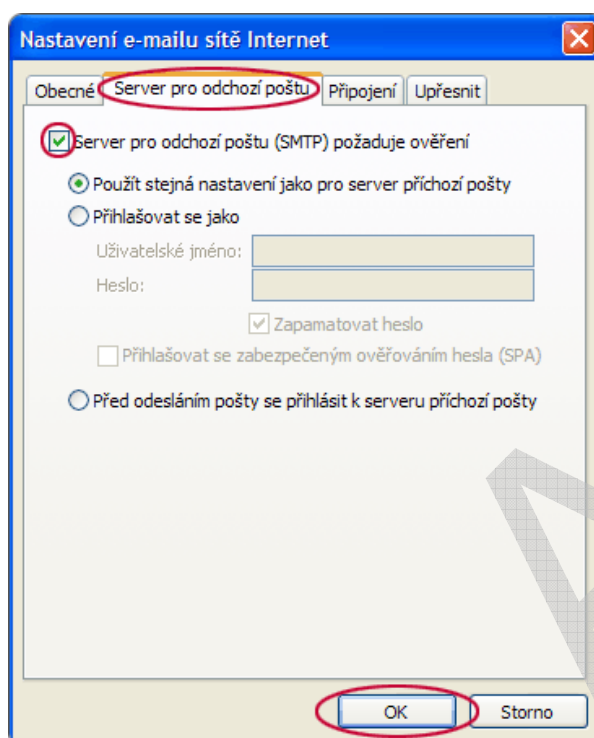 Nastavení e-mailu sítě Internet
Obecné Server pro odchozí poštu Připojení Upřesnit
Server pro odchozí poštu (SMTP) požaduje ověření
Použít stejná nastavení jako pro server příchozí pošty
Přihlašovat se jako
Uživatelské jméno:
Heslo:
Zapamatovat heslo
Přihlašovat se zabezpečeným ověřováním hesla (SPA)
Před odesláním pošty se přihlásit k serveru příchozí pošty
OK Storno